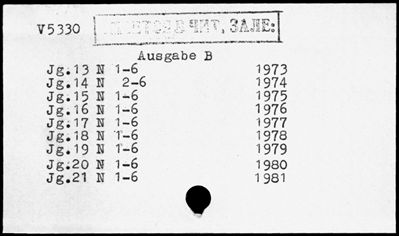 V5330 ЧИТ. ЗАЛЕ:
Ausgabe B
Jg.13 N 1-6 1973
Jg.14 N 2-6 1974
Jg.15 N 1-6 1975
Jg.16 N 1-6 1976
Jg.17 N 1-6 1977
Jg.18 N 1-6 1978
Jg.19 N 1-6 1979
Jg.20 N 1-6 1980
Jg.21 N 1-6 1981